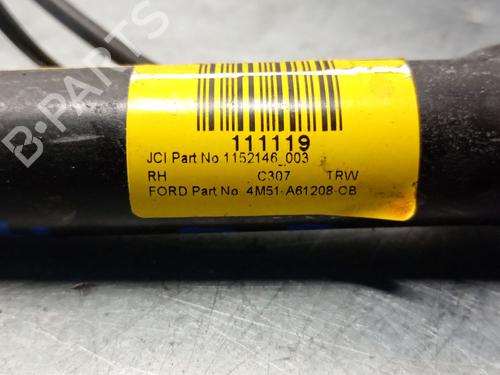 111119
JCI Part No 1152146_003
RH C307 TRW
FORD Part No. 4M51-A61208-CB
B-PARTS